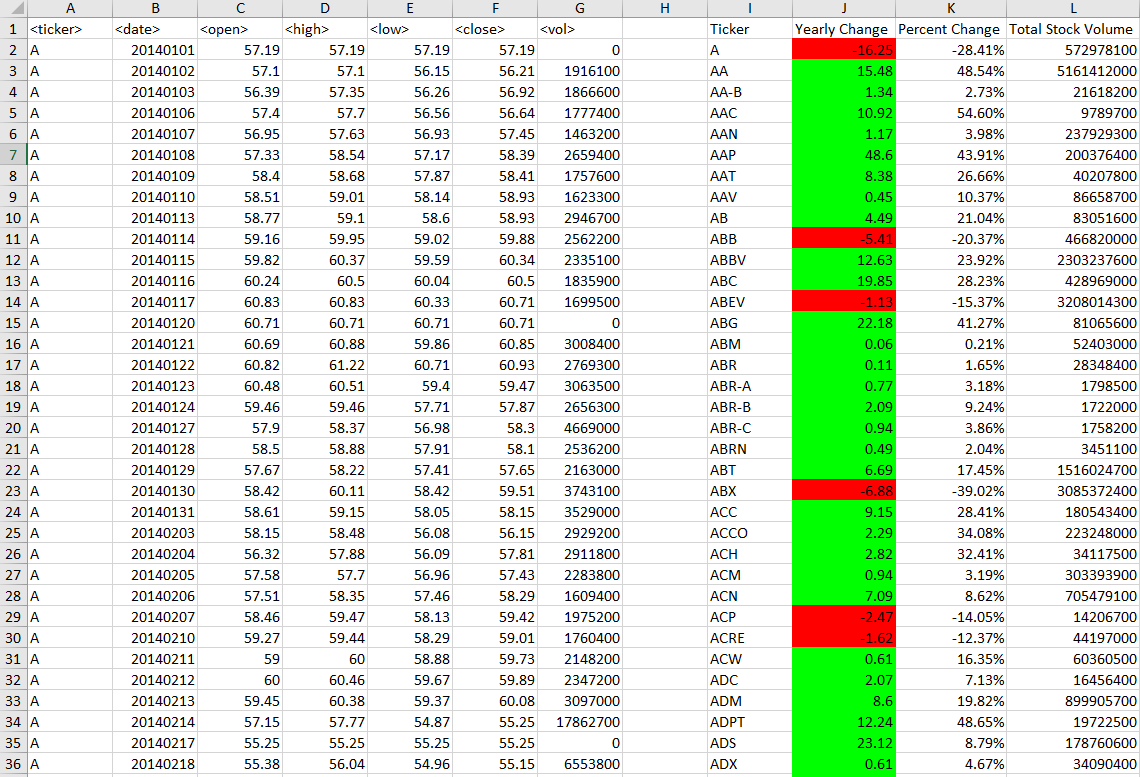 A B C D E F G H I J K L
1 <ticker> <date> <open> <high> <low> <close> <vol> Ticker Yearly Change Percent Change Total Stock Volume
2 A 20140101 57.19 57.19 57.19 57.19 0 A -16.25 -28.41% 572978100
3 A 20140102 57.1 57.1 56.15 56.21 1916100 AA 15.48 48.54% 5161412000
4 A 20140103 56.39 57.35 56.26 56.92 1866600 AA-B 1.34 2.73% 21618200
5 A 20140106 57.4 57.7 56.56 56.64 1777400 AAC 10.92 54.60% 9789700
6 A 20140107 56.95 57.63 56.93 57.45 1463200 AAN 1.17 3.98% 237929300
7 A 20140108 57.33 58.54 57.17 58.39 2659400 AAP 48.6 43.91% 200376400
8 A 20140109 58.4 58.68 57.87 58.41 1757600 AAT 8.38 26.66% 40207800
9 A 20140110 58.51 59.01 58.14 58.93 1623300 AAV 0.45 10.37% 86658700
10 A 20140113 58.77 59.1 58.6 58.93 2946700 AB 4.49 21.04% 83051600
11 A 20140114 59.16 59.95 59.02 59.88 2562200 ABB -5.41 -20.37% 466820000
12 A 20140115 59.82 60.37 59.59 60.34 2335100 ABBV 12.63 23.92% 2303237600
13 A 20140116 60.24 60.5 60.04 60.5 1835900 ABC 19.85 28.23% 428969000
14 A 20140117 60.83 60.83 60.33 60.71 1699500 ABEV -1.13 -15.37% 3208014300
15 A 20140120 60.71 60.71 60.71 60.71 0 ABG 22.18 41.27% 81065600
16 A 20140121 60.69 60.88 59.86 60.85 3008400 ABM 0.06 0.21% 52403000
17 A 20140122 60.82 61.22 60.71 60.93 2769300 ABR 0.11 1.65% 28348400
18 A 20140123 60.48 60.51 59.4 59.47 3063500 ABR-A 0.77 3.18% 1798500
19 A 20140124 59.46 59.46 57.71 57.87 2656300 ABR-B 2.09 9.24% 1722000
20 A 20140127 57.9 58.37 56.98 58.3 4669000 ABR-C 0.94 3.86% 1758200
21 A 20140128 58.5 58.88 57.91 58.1 2536200 ABRN 0.49 2.04% 3451100
22 A 20140129 57.67 58.22 57.41 57.65 2163000 ABT 6.69 17.45% 1516024700
23 A 20140130 58.42 60.11 58.42 59.51 3743100 ABX -6.88 -39.02% 3085372400
24 A 20140131 58.61 59.15 58.05 58.15 3529000 ACC 9.15 28.41% 180543400
25 A 20140203 58.15 58.48 56.08 56.15 2929200 ACCO 2.29 34.08% 223248000
26 A 20140204 56.32 57.88 56.09 57.81 2911800 ACH 2.82 32.41% 34117500
27 A 20140205 57.58 57.7 56.96 57.43 2283800 ACM 0.94 3.19% 303393900
28 A 20140206 57.51 58.35 57.46 58.29 1609400 ACN 7.09 8.62% 705479100
29 A 20140207 58.46 59.47 58.13 59.42 1975200 ACP -2.47 -14.05% 14206700
30 A 20140210 59.27 59.44 58.29 59.01 1760400 ACRE -1.62 -12.37% 44197000
31 A 20140211 59 60 58.88 59.73 2148200 ACW 0.61 16.35% 60360500
32 A 20140212 60 60.46 59.67 59.89 2347200 ADC 2.07 7.13% 16456400
33 A 20140213 59.45 60.38 59.37 60.08 3097000 ADM 8.6 19.82% 899905700
34 A 20140214 57.15 57.77 54.87 55.25 17862700 ADPT 12.24 48.65% 19722500
35 A 20140217 55.25 55.25 55.25 55.25 0 ADS 23.12 8.79% 178760600
36 A 20140218 55.38 56.04 54.96 55.15 6553800 ADX 0.61 4.67% 34090400